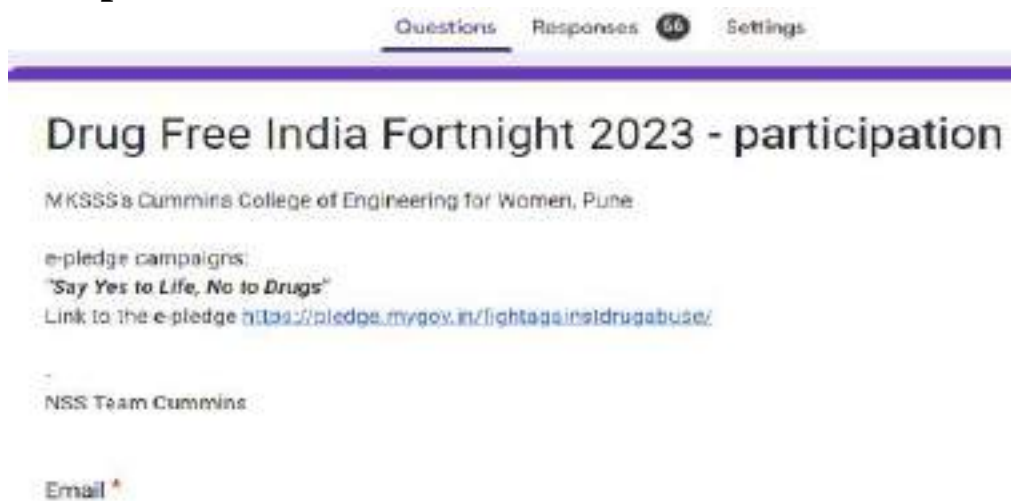 Questions Responses 66 Settings
Drug Free India Fortnight 2023 - participation
MKSSS's Cummins College of Engineering for Women, Pune
e-pledge campaigns:
"Say Yes to Life, No to Drugs"
Link to the e-pledge https://pledge.mygov.in/fightagainstdrugabuse/
.
NSS Team Cummins
Email *